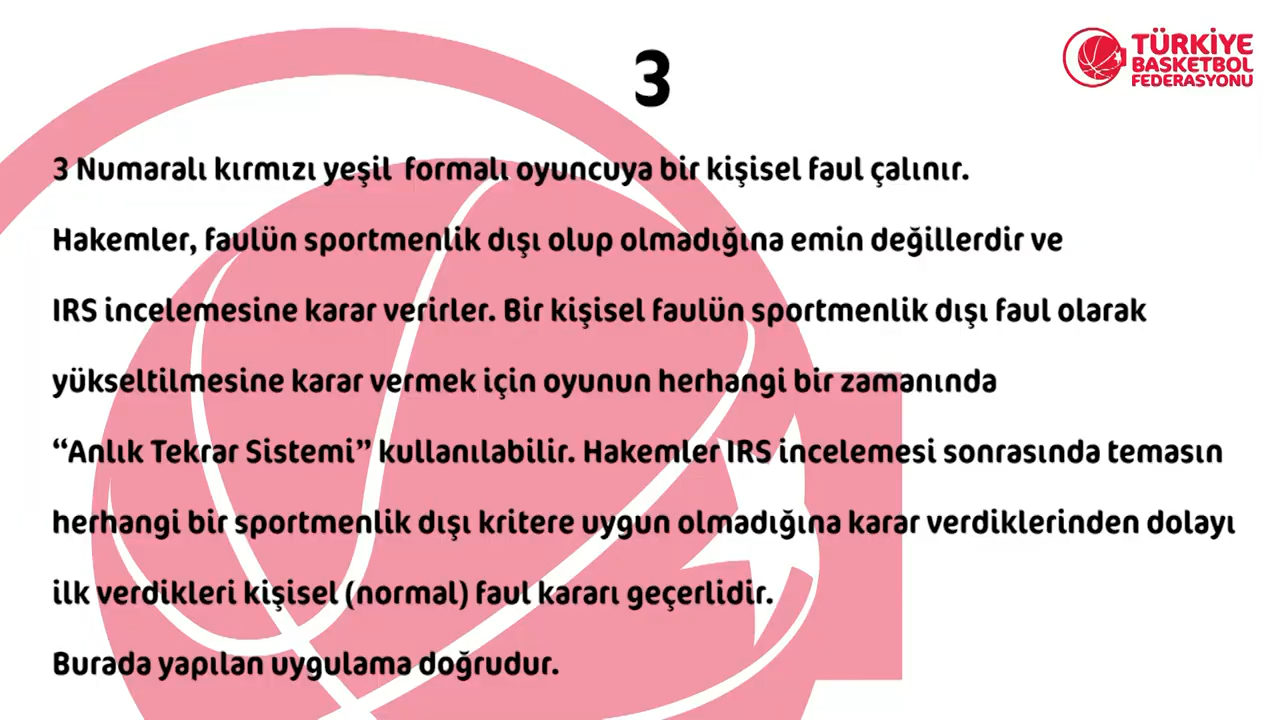 TÜRKİYE
BASKETBOL
FEDERASYONU
3
3 Numaralı kırmızı yeşil formalı oyuncuya bir kişisel faul çalınır.
Hakemler, faulün sportmenlik dışı olup olmadığına emin değillerdir ve
IRS incelemesine karar verirler. Bir kişisel faulün sportmenlik dışı faul olarak
yükseltilmesine karar vermek için oyunun herhangi bir zamanında
“Anlık Tekrar Sistemi” kullanılabilir. Hakemler IRS incelemesi sonrasında temasın
herhangi bir sportmenlik dışı kritere uygun olmadığına karar verdiklerinden dolayı
ilk verdikleri kişisel (normal) faul kararı geçerlidir.
Burada yapılan uygulama doğrudur.